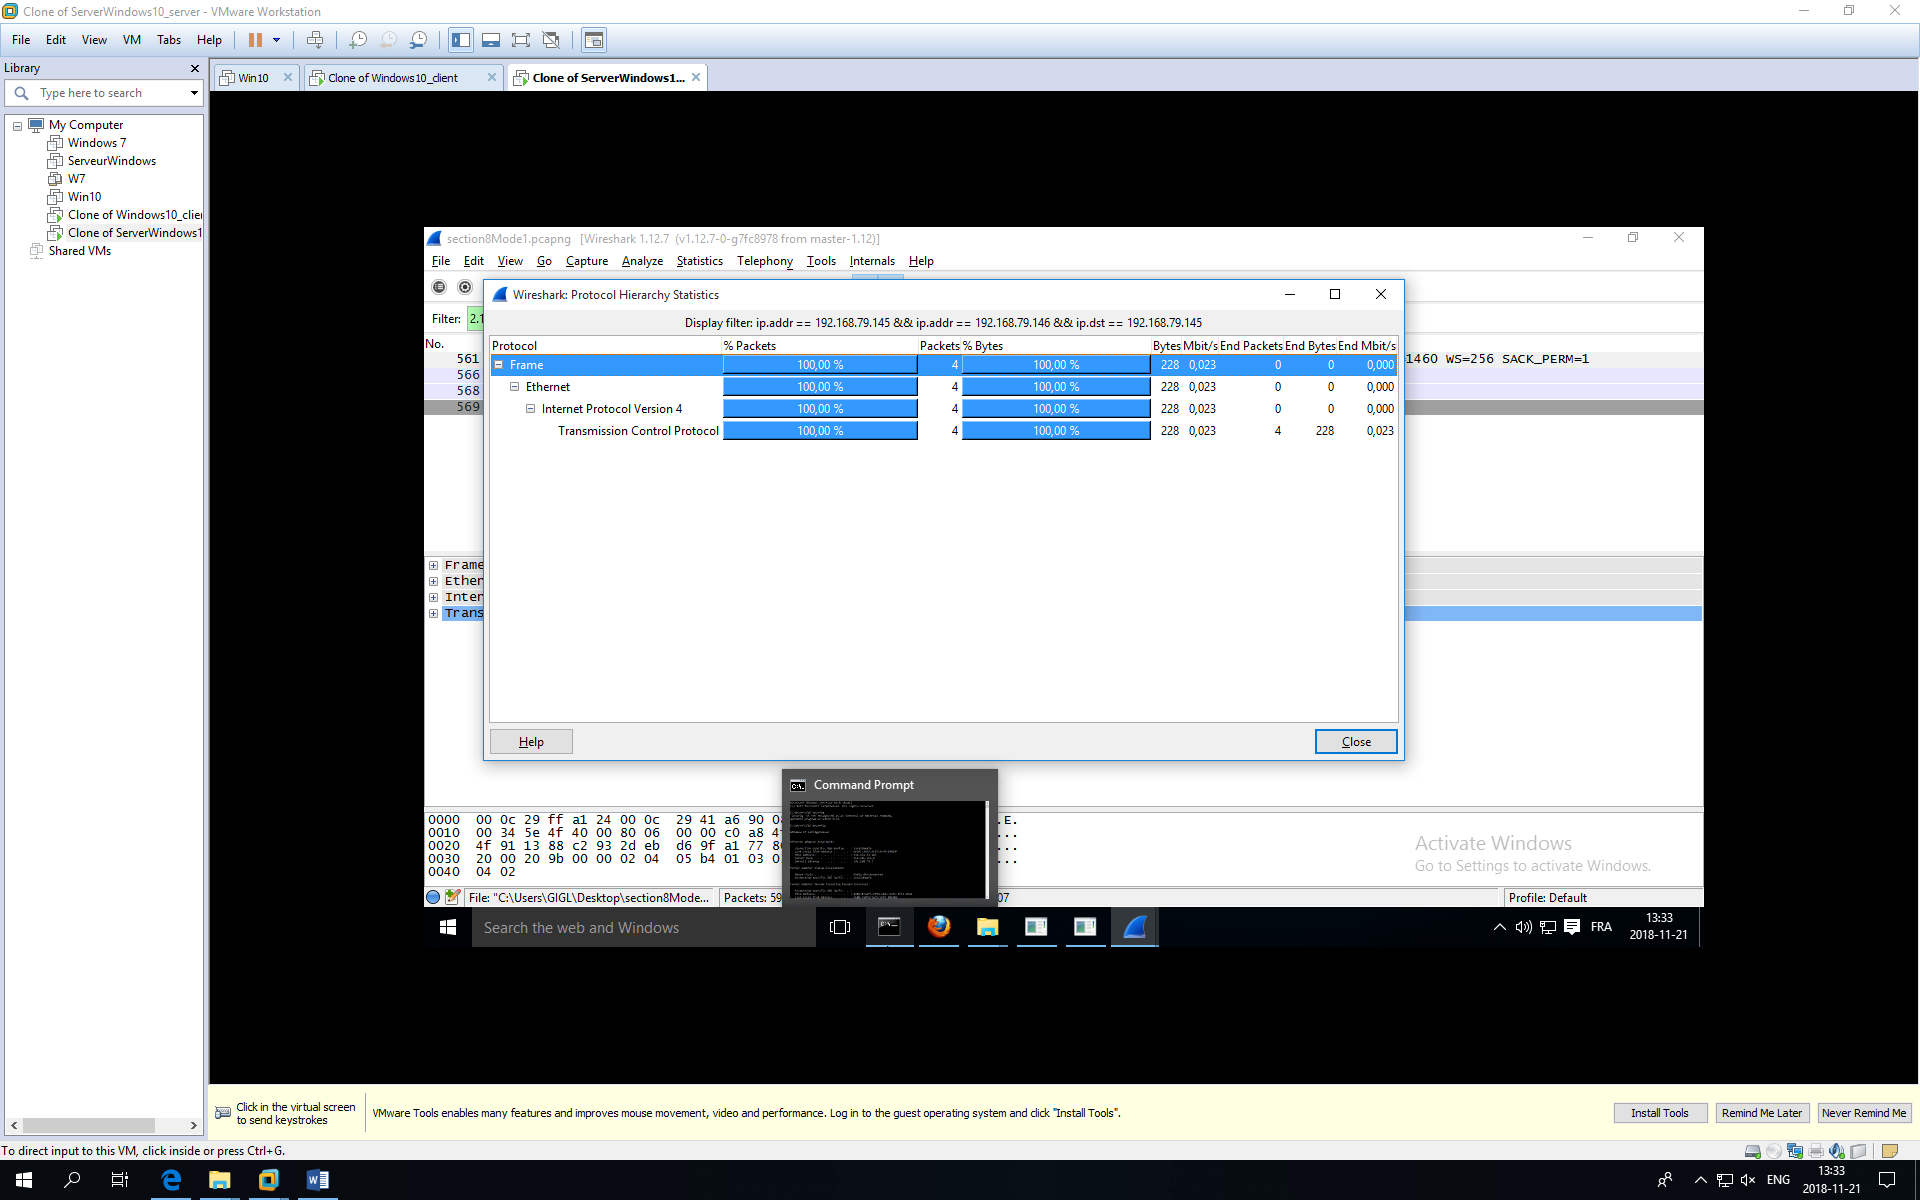 Clone of ServerWindows10_server - VMware Workstation
File Edit View VM Tabs Help
Library
Type here to search
My Computer
Windows 7
ServeurWindows
W7
Win10
Clone of Windows10_clier
Clone of ServerWindows1
Shared VMs
Win10
Clone of Windows10_client
Clone of ServerWindows1...
section8Mode1.pcapng [Wireshark 1.12.7 (v1.12.7-0-g7fc8978 from master-1.12)]
File Edit View Go Capture Analyze Statistics Telephony Tools Internals Help
Filter: 2.1
No.
561 1460 WS=256 SACK_PERM=1
566
568
569
Wireshark: Protocol Hierarchy Statistics
Display filter: ip.addr == 192.168.79.145 && ip.addr == 192.168.79.146 && ip.dst == 192.168.79.145
Protocol % Packets Packets % Bytes Bytes Mbit/s End Packets End Bytes End Mbit/s
Frame 100,00 % 4 100,00 % 228 0,023 0 0 0,000
Ethernet 100,00 % 4 100,00 % 228 0,023 0 0 0,000
Internet Protocol Version 4 100,00 % 4 100,00 % 228 0,023 0 0 0,000
Transmission Control Protocol 100,00 % 4 100,00 % 228 0,023 4 228 0,023
Help Close
Frame
Ether
Inter
Trans
Command Prompt
0000 00 0c 29 ff a1 24 00 0c 29 41 a6 90 0 .E.
0010 00 34 5e 4f 40 00 80 06 00 00 c0 a8 4 ...
0020 4f 91 13 88 c2 93 2d eb d6 9f a1 77 8 ...
0030 20 00 20 9b 00 00 02 04 05 b4 01 03 0 ...
0040 04 02
Activate Windows
Go to Settings to activate Windows.
File: "C:\Users\GIGL\Desktop\section8Mode... Packets: 59 07 Profile: Default
Search the web and Windows
FRA
13:33
2018-11-21
Click in the virtual screen
to send keystrokes
VMware Tools enables many features and improves mouse movement, video and performance. Log in to the guest operating system and click "Install Tools".
Install Tools Remind Me Later Never Remind Me
To direct input to this VM, click inside or press Ctrl+G.
ENG
13:33
2018-11-21